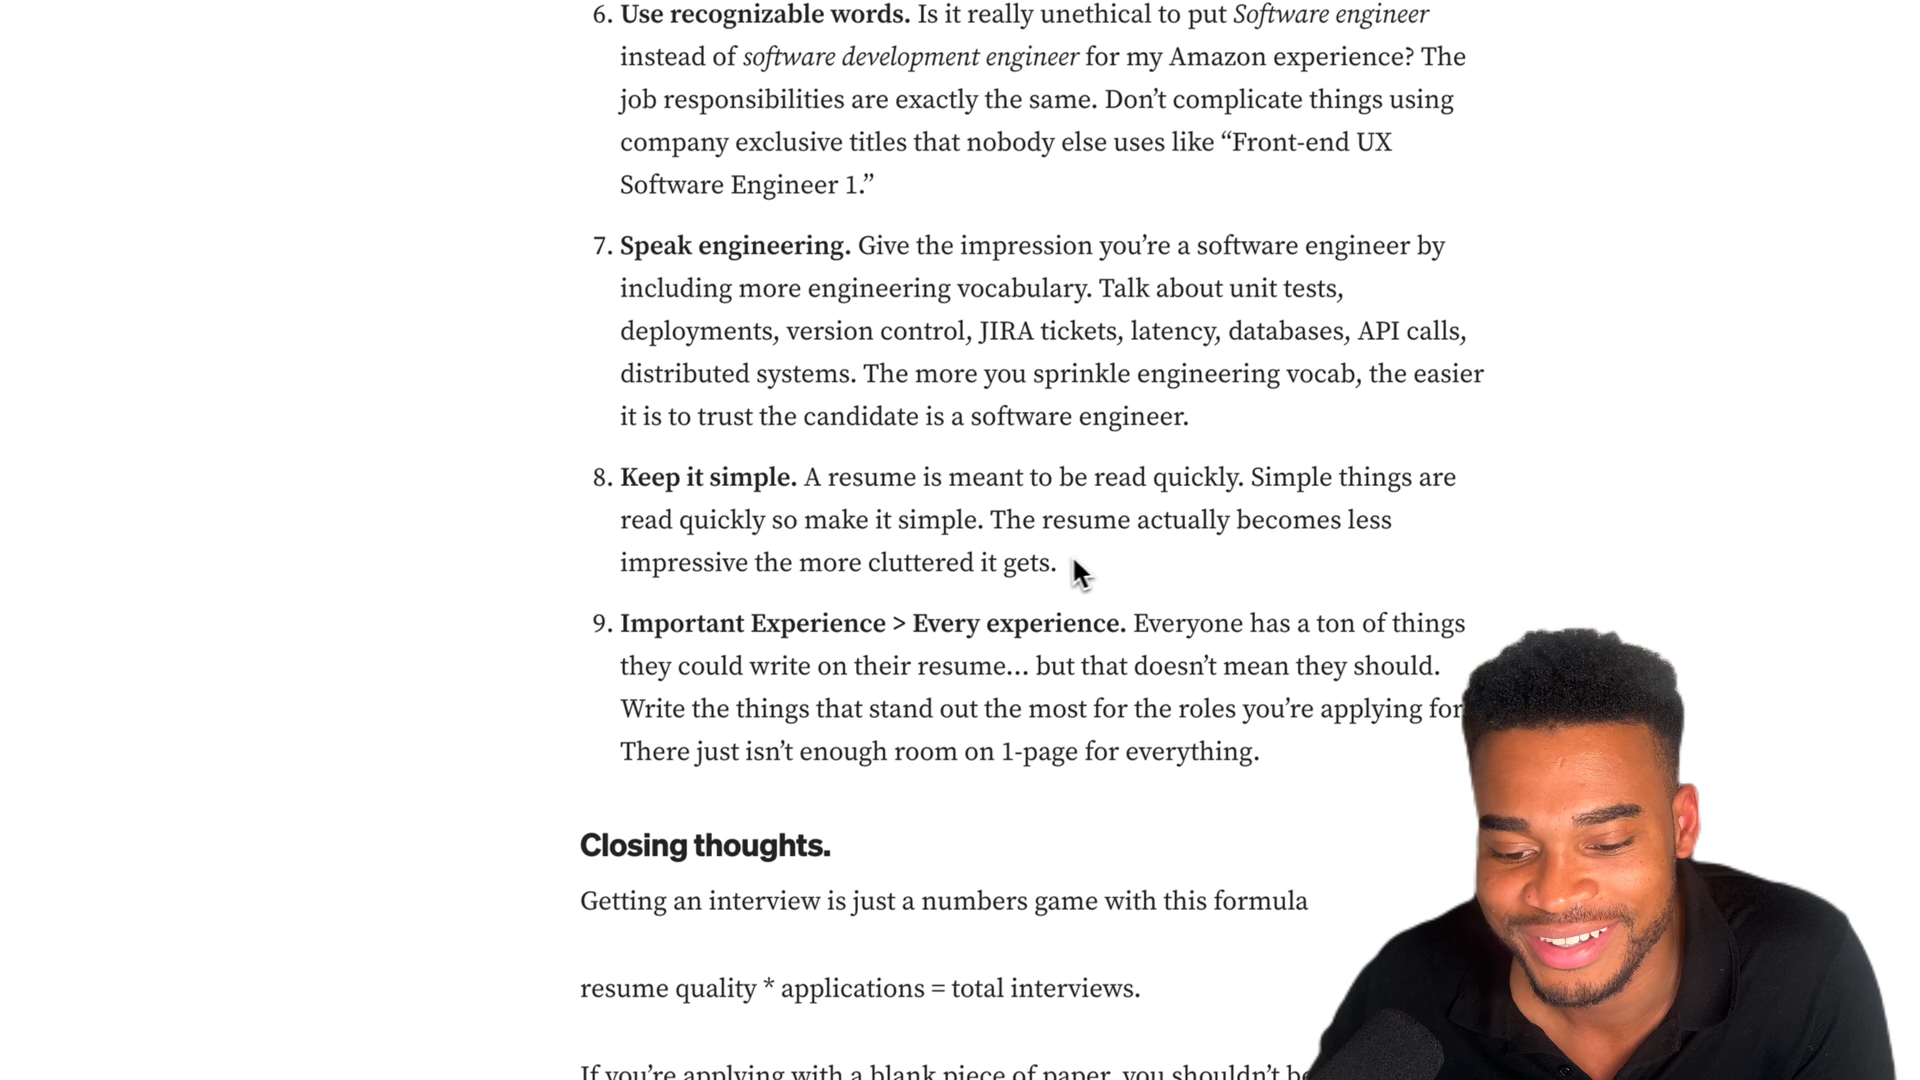 6. Use recognizable words. Is it really unethical to put Software engineer
instead of software development engineer for my Amazon experience? The
job responsibilities are exactly the same. Don’t complicate things using
company exclusive titles that nobody else uses like “Front-end UX
Software Engineer 1.”
7. Speak engineering. Give the impression you’re a software engineer by
including more engineering vocabulary. Talk about unit tests,
deployments, version control, JIRA tickets, latency, databases, API calls,
distributed systems. The more you sprinkle engineering vocab, the easier
it is to trust the candidate is a software engineer.
8. Keep it simple. A resume is meant to be read quickly. Simple things are
read quickly so make it simple. The resume actually becomes less
impressive the more cluttered it gets.
9. Important Experience > Every experience. Everyone has a ton of things
they could write on their resume… but that doesn’t mean they should.
Write the things that stand out the most for the roles you’re applying for
There just isn’t enough room on 1-page for everything.
Closing thoughts.
Getting an interview is just a numbers game with this formula
resume quality * applications = total interviews.
If you’re applying with a blank piece of paper, you shouldn’t